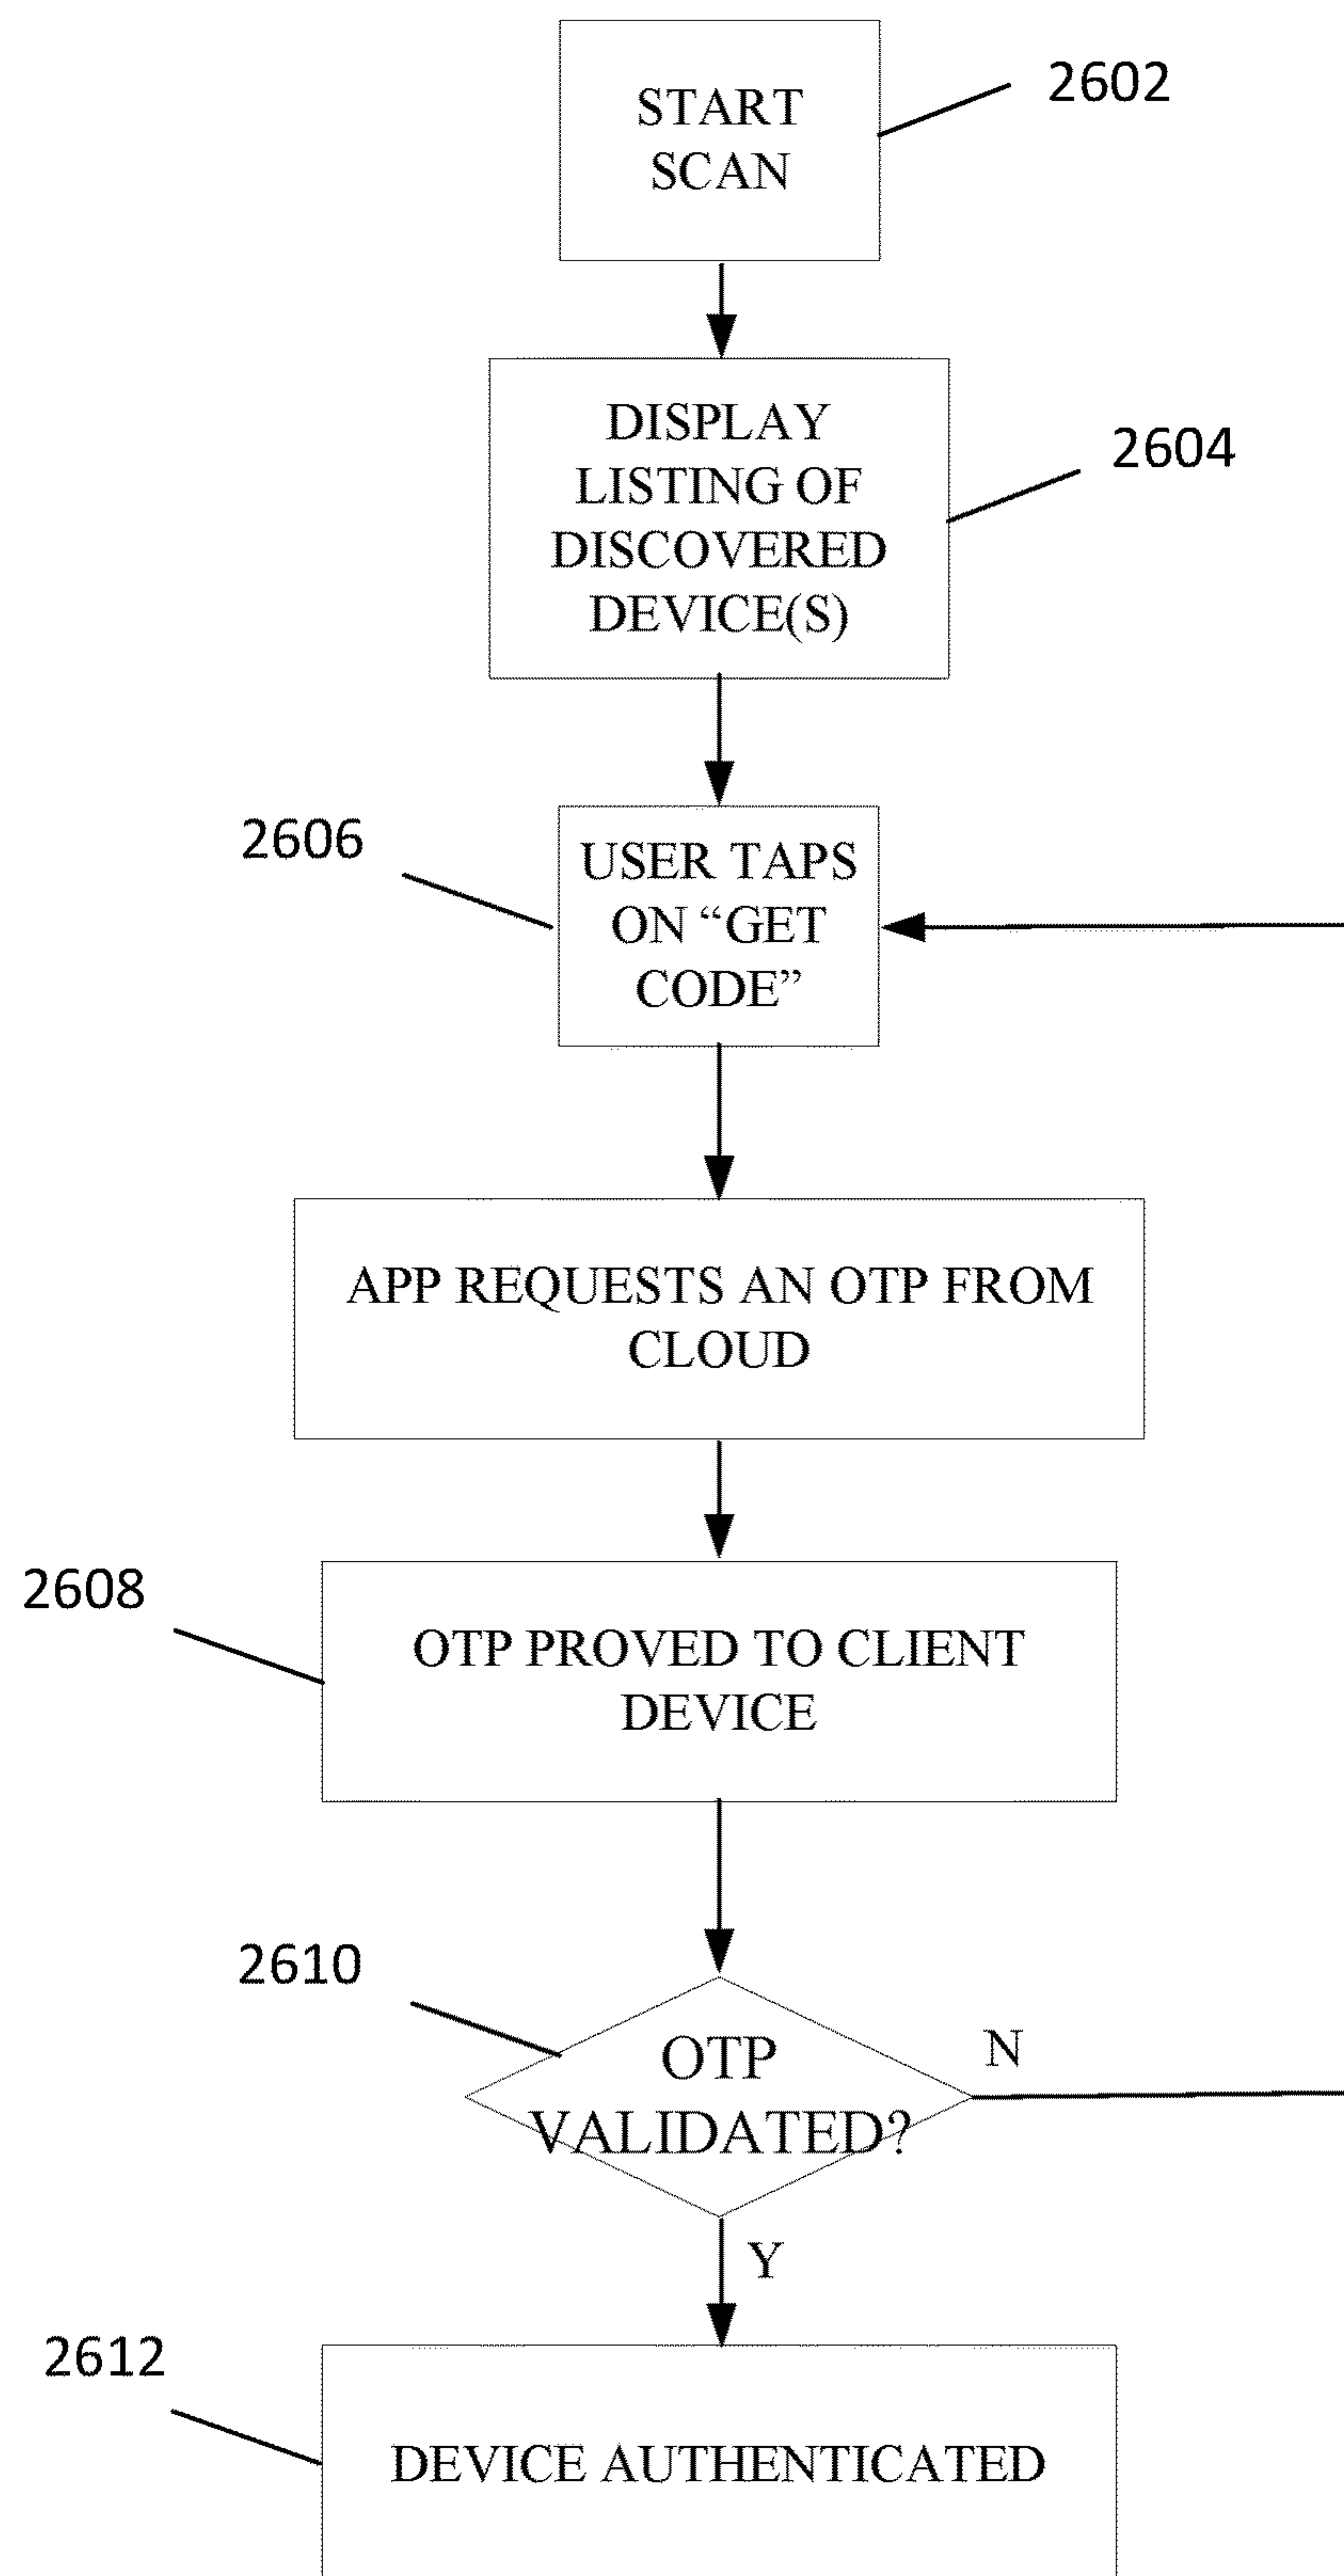 START
SCAN
2602
DISPLAY
LISTING OF
DISCOVERED
DEVICE(S)
2604
2606
USER TAPS
ON “GET
CODE”
APP REQUESTS AN OTP FROM
CLOUD
2608
OTP PROVED TO CLIENT
DEVICE
2610
OTP
VALIDATED?
N
Y
2612
DEVICE AUTHENTICATED